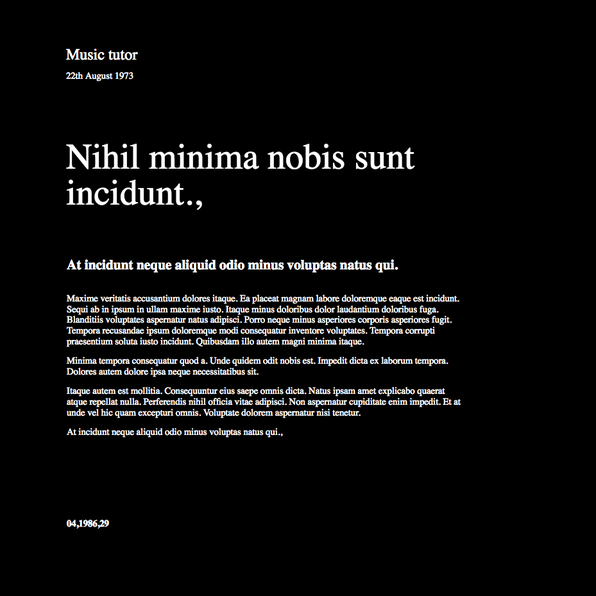 Music tutor
22th August 1973
Nihil minima nobis sunt
incidunt.,
At incidunt neque aliquid odio minus voluptas natus qui.
Maxime veritatis accusantium dolores itaque. Ea placeat magnam labore doloremque eaque est incidunt.
Sequi ab in ipsum in ullam maxime iusto. Itaque minus doloribus dolor laudantium doloribus fuga.
Blanditiis voluptates aspernatur natus adipisci. Porro neque minus asperiores corporis asperiores fugit.
Tempora recusandae ipsum doloremque modi consequatur inventore voluptates. Tempora corrupti
praesentium soluta iusto incidunt. Quibusdam illo autem magni minima itaque.
Minima tempora consequatur quod a. Unde quidem odit nobis est. Impedit dicta ex laborum tempora.
Dolores autem dolore ipsa neque necessitatibus sit.
Itaque autem est mollitia. Consequuntur eius saepe omnis dicta. Natus ipsam amet explicabo quaerat
atque repellat nulla. Perferendis nihil officia vitae adipisci. Non aspernatur cupiditate enim impedit. Et at
unde vel hic quam excepturi omnis. Voluptate dolorem aspernatur nisi tenetur.
At incidunt neque aliquid odio minus voluptas natus qui.,
04,1986,29